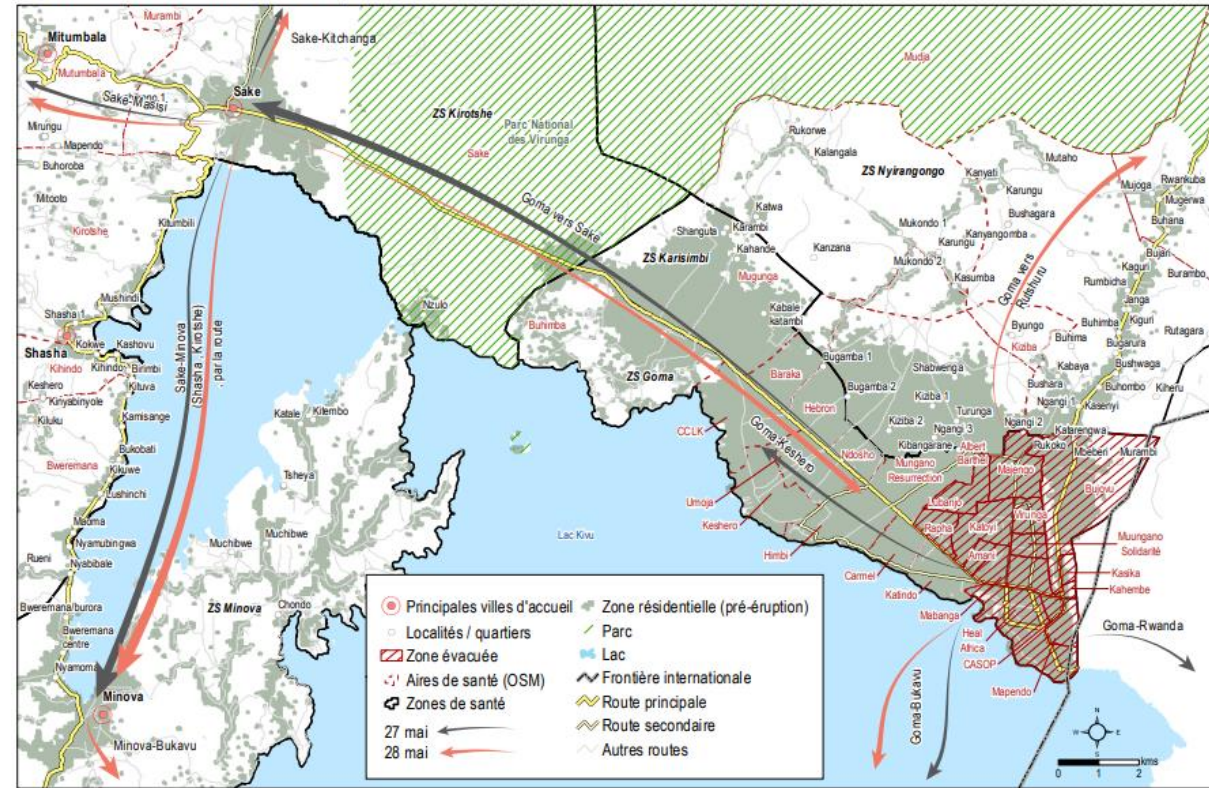 Murambi
Mitumbala
Mutumbala
Sake-Kitchanga
Sake
Sake-Masisi
Mirungu
Mapendo
Buhoroba
Mitooto
Kirotshe
Kitumbili
ZS Kirotshe
Parc National
des Virunga
Sake
Mudja
Goma vers Sake
Rukorwe
Kalangala
ZS Nyirangongo
Mutaho
Kanyati
Karungu
Bushagara
Mukondo 1
Kanyangomba
Karungu
Mukondo 2
Kasumba
Mujoga
Rwankuba
Mugerwa
Buhana
Bujari
Burambo
Kaguri
Rumbicha
Janga
Kiguri
Buhimba
Bugarura
Rutagara
Bushwaga
Buhombo
Kiheru
Kasenyi
Goma vers
Rutshuru
Katwa
Karambi
Shanguta
Kahande
Kanzana
ZS Karisimbi
Mugunga
Kabale
katambi
Byungo
Kiziba
Buhima
Kabaya
Bushara
Ngangi 1
Ngangi 2
Katarengwa
Rukoko
Mbeberi
Murambi
Bugamba 1
Bugamba 2
Shabwenga
Kiziba 1
Kiziba 2
Turunga
Ngangi 3
Kibangarane
Nzulo
Buhimba
ZS Goma
Baraka
Hebron
CCLK
Ndosho
Mungano
Resurrection
Albert
Barthe
Majengo
Bujovu
Goma-Keshero
Umoja
Keshero
Himbi
Lubanjo
Rapha
Katoyi
Virunga
Amani
Carmel
Katindo
Mabanga
Heal
Africa
CASOP
Mapendo
Muungano
Solidarité
Kasika
Kahembe
Goma-Rwanda
Goma-Bukavu
Mushindi
Shasha 1
Kokwe
Kashovu
Shasha
Kihindo
Kihindo
Birimbi
Keshero
Kituva
Kinyabinyole
Kiluku
Kamisange
Bukobati
Bweremana
Kikuwe
Lushinchi
Maoma
Nyamubingwa
Rueni
Nyabibale
Bweremana/burora
Bweremana
centre
Nyamoma
Minova
Minova-Bukavu
Sake-Minova
(Shasha, Kirotshe)
, par la route
Katale
Kitembo
Tsheya
Muchibwe
Muchibwe
ZS Minova
Chondo
Lac Kivu
Principales villes d'accueil
Localités / quartiers
Zone évacuée
Aires de santé (OSM)
Zones de santé
27 mai
28 mai
Zone résidentielle (pré-éruption)
Parc
Lac
Frontière internationale
Route principale
Route secondaire
Autres routes
N
W
E
S
0 1 2
kms